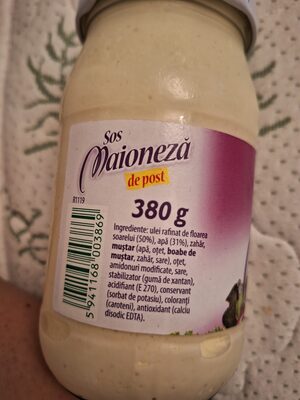 Sos
Maioneză
de post
380 g
R1119
5 941168 003869
Ingrediente: ulei rafinat de floarea
soarelui (50%), apă (31%), zahăr,
muștar (apă, oțet, boabe de
muștar, zahăr, sare), oțet,
amidonuri modificate, sare,
stabilizator (gumă de xantan),
acidifiant (E 270), conservant
(sorbat de potasiu), coloranți
(caroteni), antioxidant (calciu
disodic EDTA).